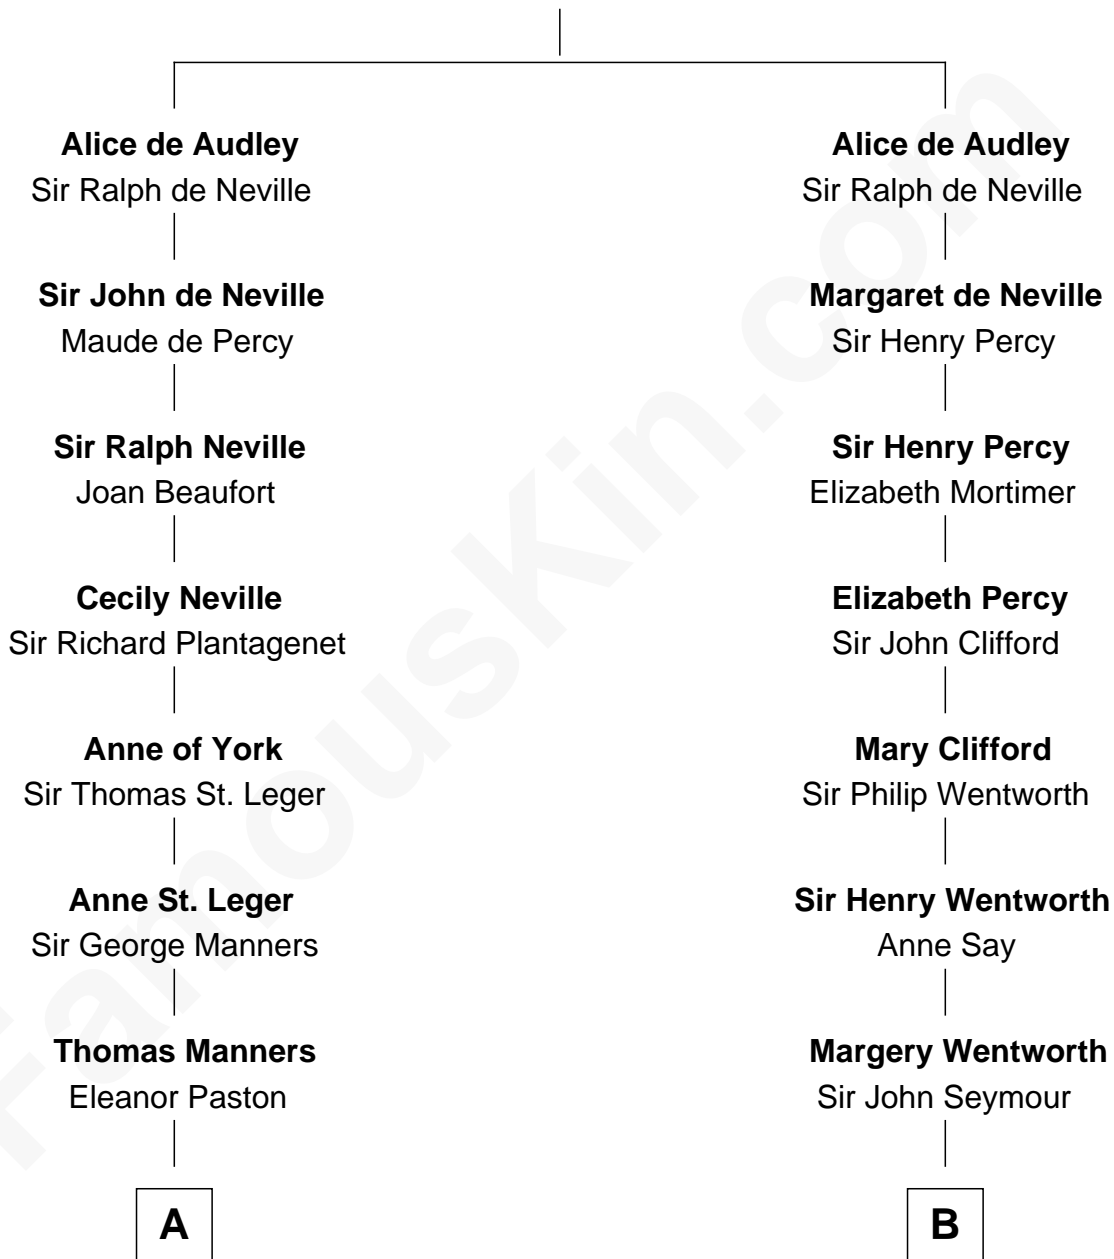 Alice de Audley
Sir Ralph de Neville
Sir John de Neville
Maude de Percy
Sir Ralph Neville
Joan Beaufort
Cecily Neville
Sir Richard Plantagenet
Anne of York
Sir Thomas St. Leger
Anne St. Leger
Sir George Manners
Thomas Manners
Eleanor Paston
A
Alice de Audley
Sir Ralph de Neville
Margaret de Neville
Sir Henry Percy
Sir Henry Percy
Elizabeth Mortimer
Elizabeth Percy
Sir John Clifford
Mary Clifford
Sir Philip Wentworth
Sir Henry Wentworth
Anne Say
Margery Wentworth
Sir John Seymour
B
FamousKin.com